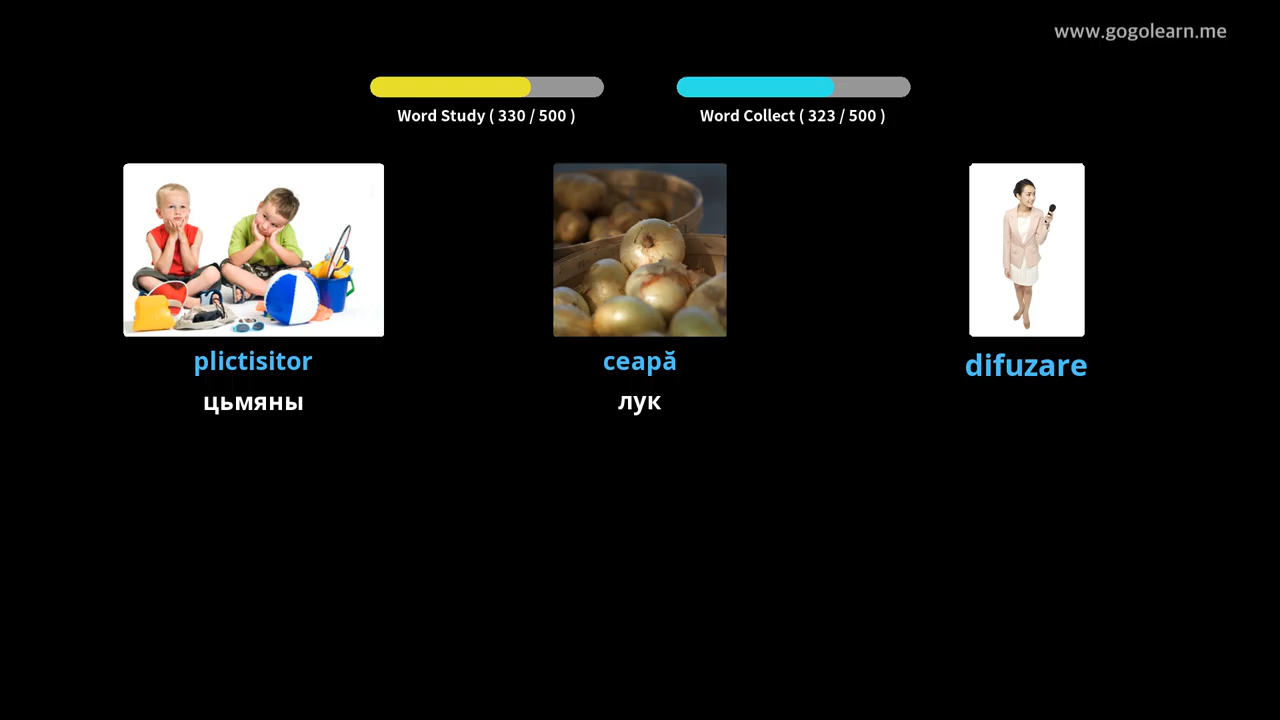 www.gogolearn.me
Word Study ( 330 / 500 )
Word Collect ( 323 / 500 )
plictisitor
ceapă
difuzare
цьмяны
лук